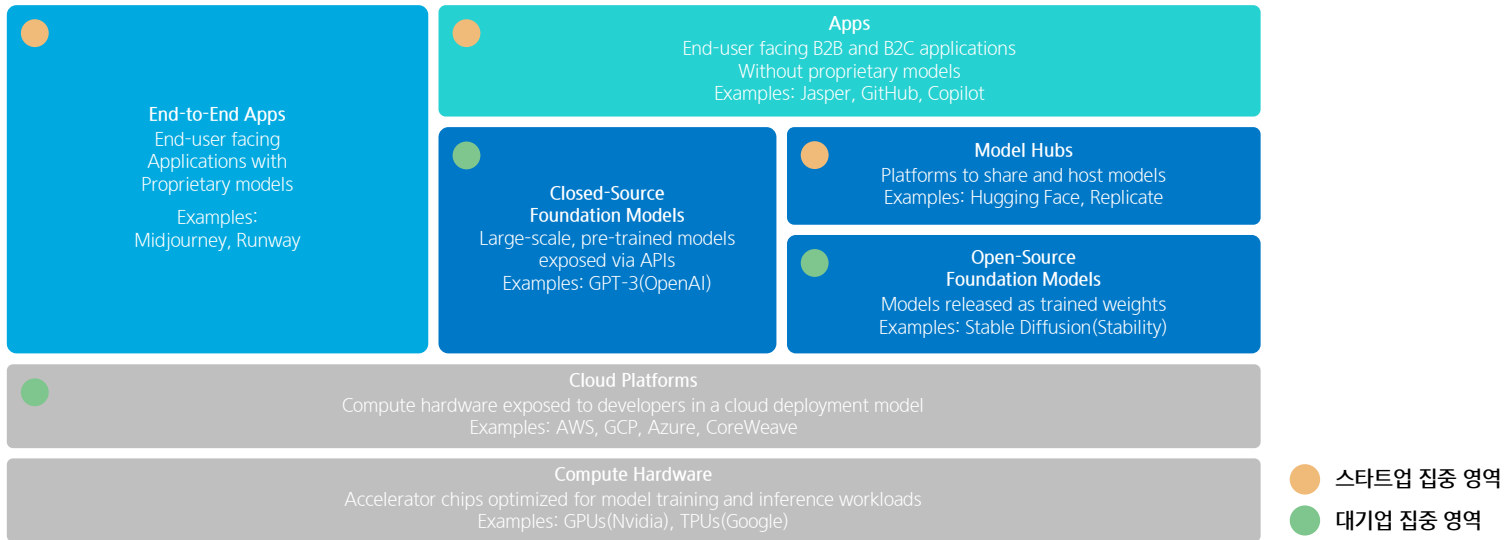 End-to-End Apps
End-user facing
Applications with
Proprietary models
Examples:
Midjourney, Runway
Apps
End-user facing B2B and B2C applications
Without proprietary models
Examples: Jasper, GitHub, Copilot
Closed-Source
Foundation Models
Large-scale, pre-trained models
exposed via APIs
Examples: GPT-3(OpenAI)
Model Hubs
Platforms to share and host models
Examples: Hugging Face, Replicate
Open-Source
Foundation Models
Models released as trained weights
Examples: Stable Diffusion(Stability)
Cloud Platforms
Compute hardware exposed to developers in a cloud deployment model
Examples: AWS, GCP, Azure, CoreWeave
Compute Hardware
Accelerator chips optimized for model training and inference workloads
Examples: GPUs(Nvidia), TPUs(Google)
스타트업 집중 영역
대기업 집중 영역